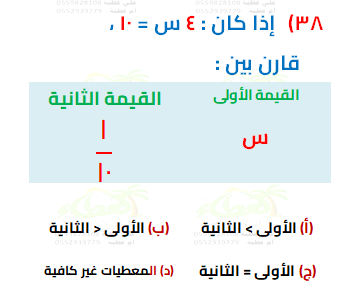 ٣٨) إذا كان : ٤ س = ١٠ ،
قارن بين :
القيمة الأولى القيمة الثانية
س
١
١٠
(أ) الأولى < الثانية (ب) الأولى > الثانية
(ج) الأولى = الثانية (د) المعطيات غير كافية